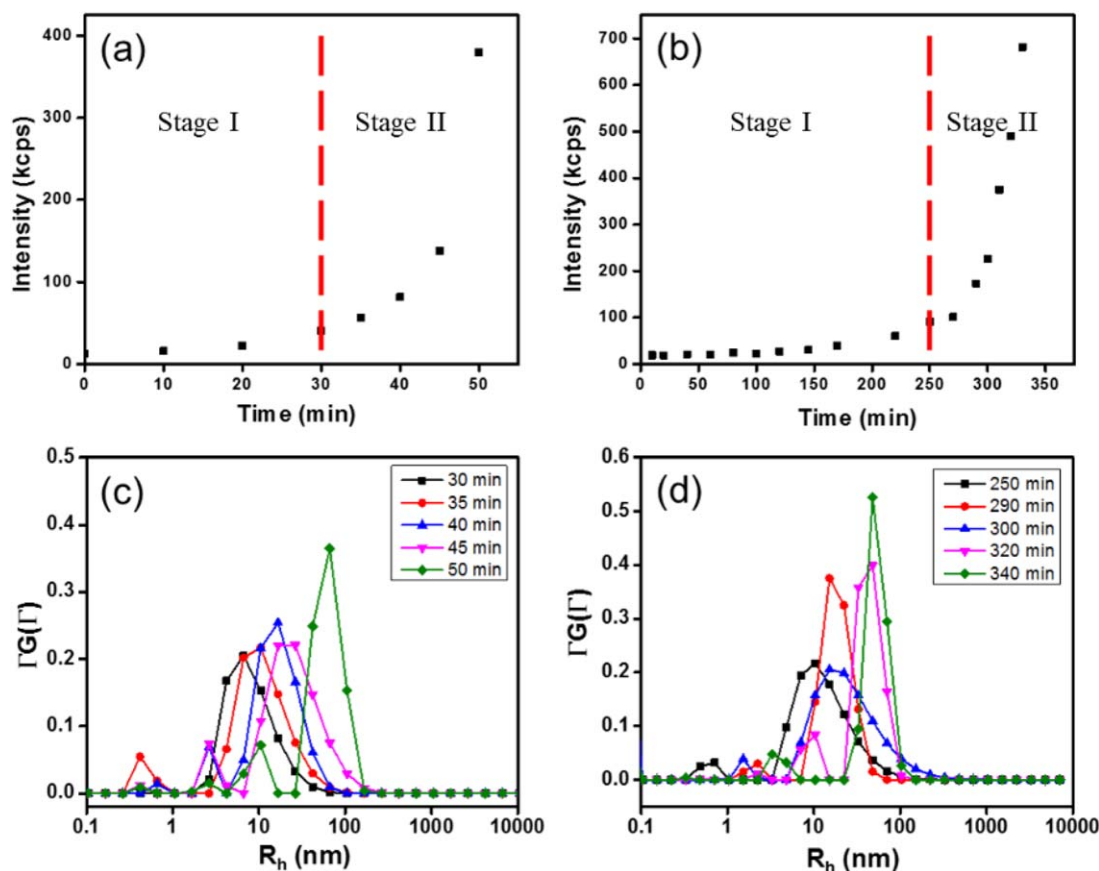 (a)
Stage I
Stage II
Intensity (kcps)
400
300
200
100
0
0 10 20 30 40 50
Time (min)
(b)
Stage I
Stage II
Intensity (kcps)
700
600
500
400
300
200
100
0
0 50 100 150 200 250 300 350
Time (min)
(c)
30 min
35 min
40 min
45 min
50 min
ΓG(Γ)
0.5
0.4
0.3
0.2
0.1
0.0
0.1 1 10 100 1000 10000
Rh (nm)
(d)
250 min
290 min
300 min
320 min
340 min
ΓG(Γ)
0.6
0.5
0.4
0.3
0.2
0.1
0.0
0.1 1 10 100 1000 10000
Rh (nm)